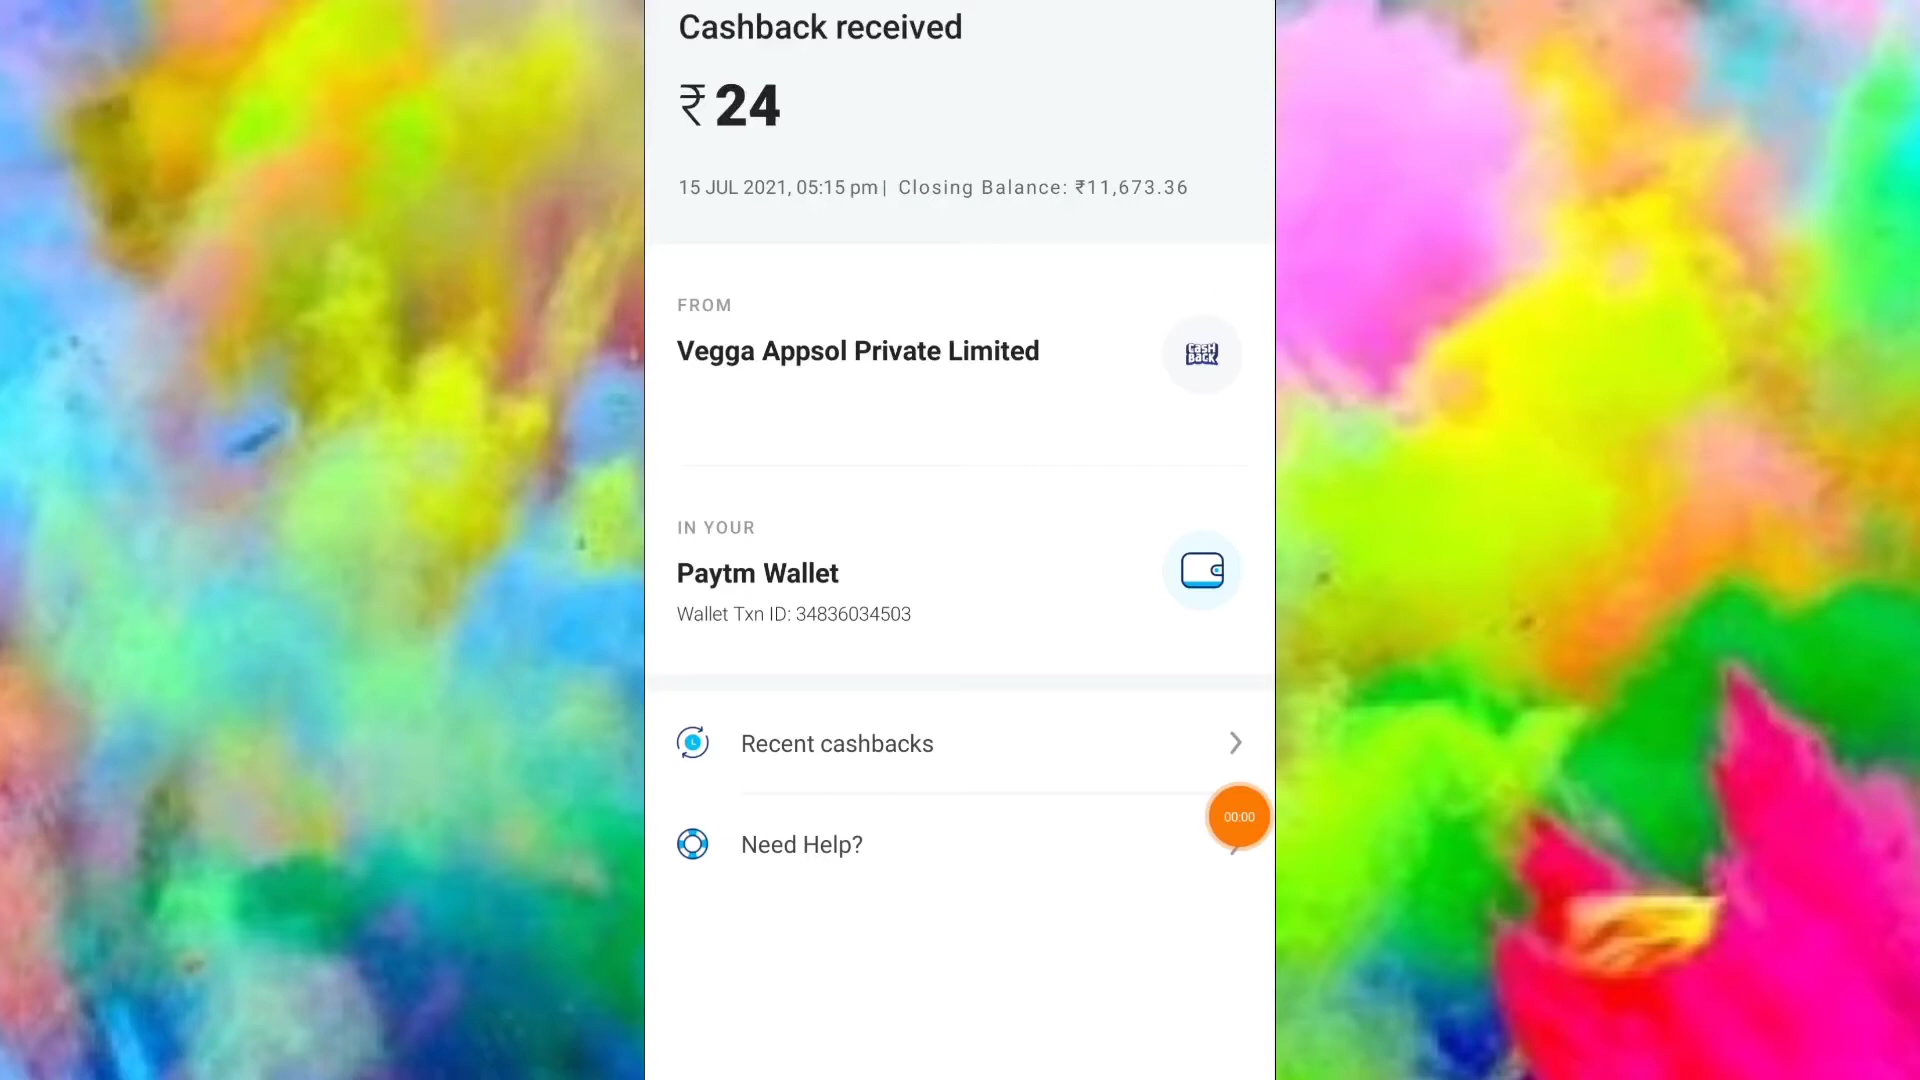 Cashback received
₹24
15 JUL 2021, 05:15 pm| Closing Balance: ₹11,673.36
FROM
Vegga Appsol Private Limited
CASH
BACK
IN YOUR
Paytm Wallet
Wallet Txn ID: 34836034503
Recent cashbacks
00:00
Need Help?